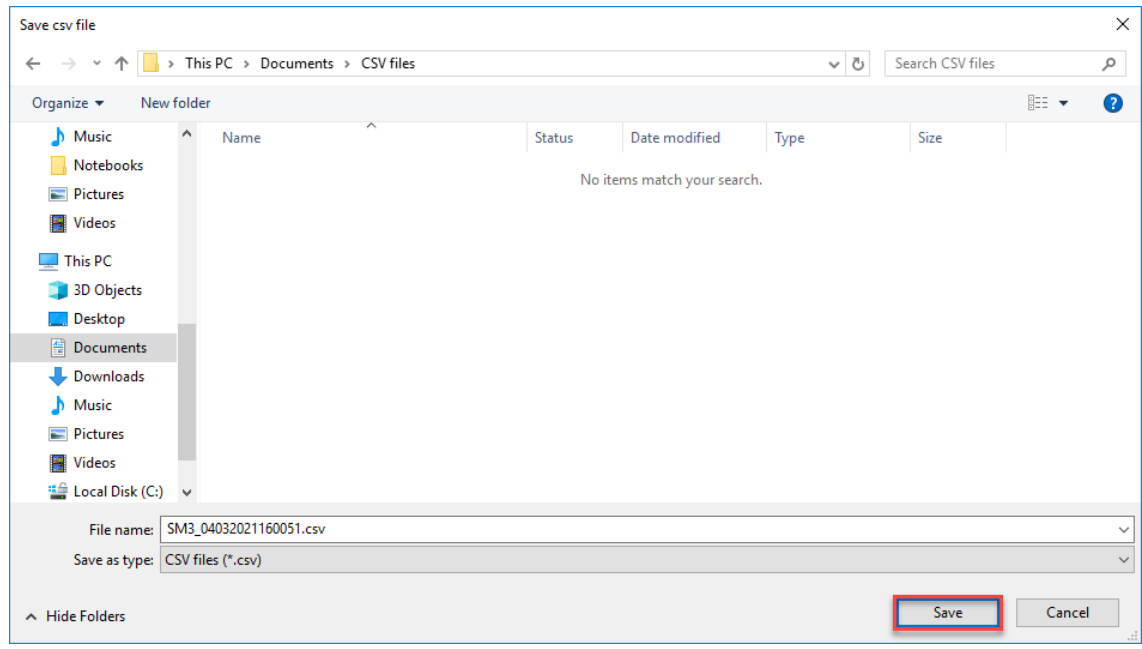 Save csv file
This PC > Documents > CSV files
Search CSV files
Organize
New folder
Name
Status
Date modified
Type
Size
No items match your search.
Music
Notebooks
Pictures
Videos
This PC
3D Objects
Desktop
Documents
Downloads
Music
Pictures
Videos
Local Disk (C:)
File name: SM3_04032021160051.csv
Save as type: CSV files (*.csv)
Hide Folders
Save
Cancel